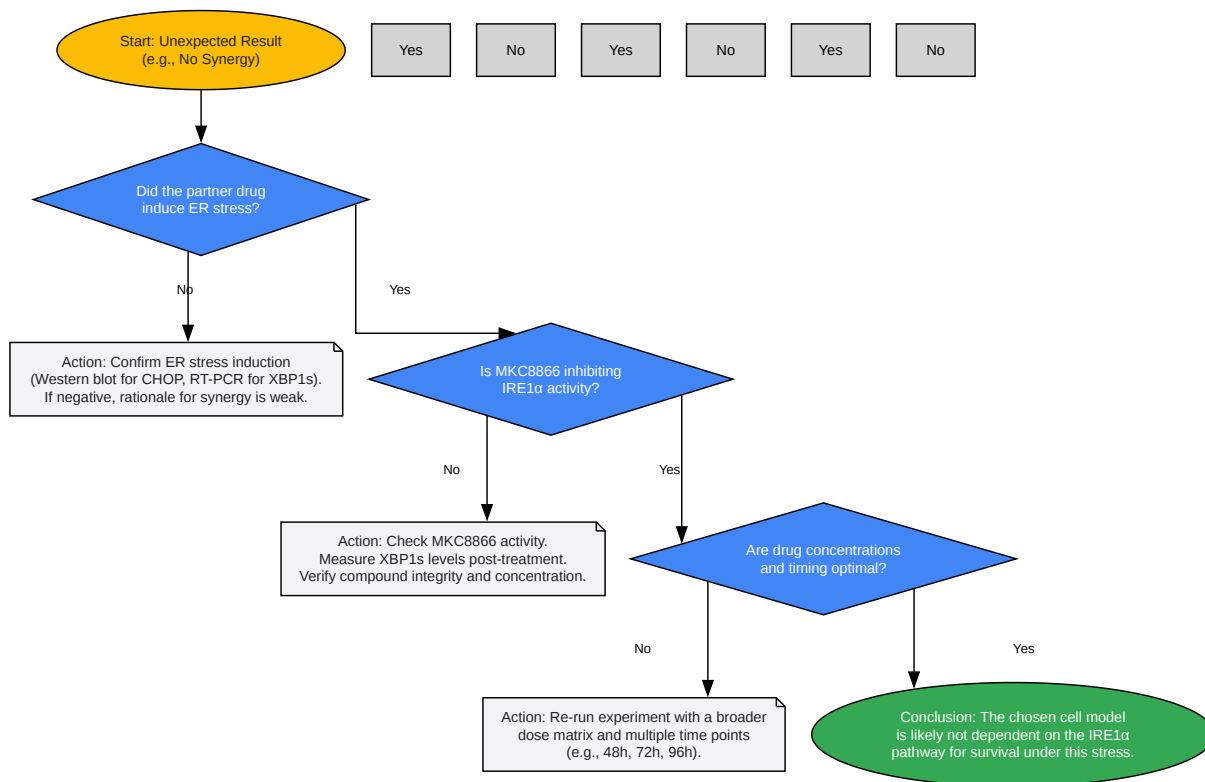 Start: Unexpected Result
(e.g., No Synergy)
Yes
No
Yes
No
Yes
No
Did the partner drug
induce ER stress?
No
Yes
Action: Confirm ER stress induction
(Western blot for CHOP, RT-PCR for XBP1s).
If negative, rationale for synergy is weak.
Is MKC8866 inhibiting
IRE1α activity?
No
Yes
Action: Check MKC8866 activity.
Measure XBP1s levels post-treatment.
Verify compound integrity and concentration.
Are drug concentrations
and timing optimal?
No
Yes
Action: Re-run experiment with a broader
dose matrix and multiple time points
(e.g., 48h, 72h, 96h).
Conclusion: The chosen cell model
is likely not dependent on the IRE1α
pathway for survival under this stress.